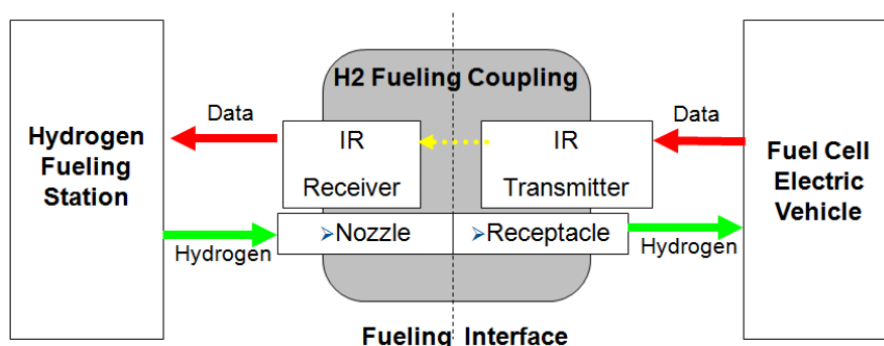 H2 Fueling Coupling
Hydrogen
Fueling
Station
Data
IR
Receiver
IR
Transmitter
Data
Fuel Cell
Electric
Vehicle
Hydrogen
➢Nozzle
➢Receptacle
Hydrogen
Fueling Interface